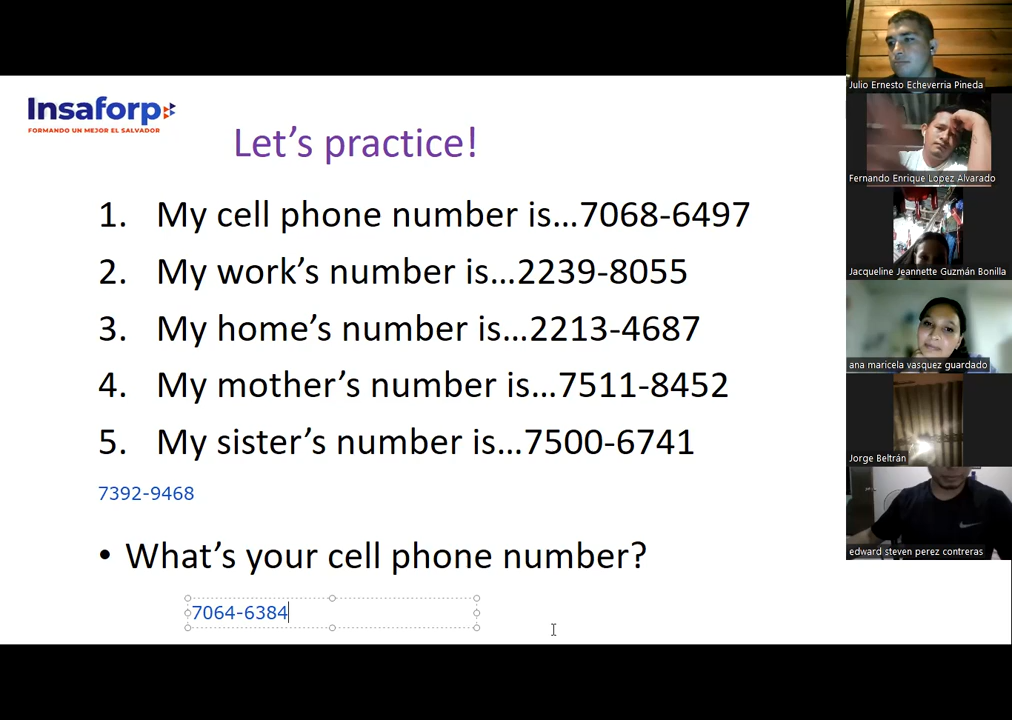 Insaforp
FORMANDO UN MEJOR EL SALVADOR
Let's practice!
1. My cell phone number is...7068-6497
2. My work's number is...2239-8055
3. My home's number is...2213-4687
4. My mother's number is...7511-8452
5. My sister's number is...7500-6741
7392-9468
• What's your cell phone number?
7064-6384
Julio Ernesto Echeverria Pineda
Fernando Enrique Lopez Alvarado
Jacqueline Jeannette Guzmán Bonilla
ana maricela vasquez guardado
Jorge Beltrán
edward steven perez contreras